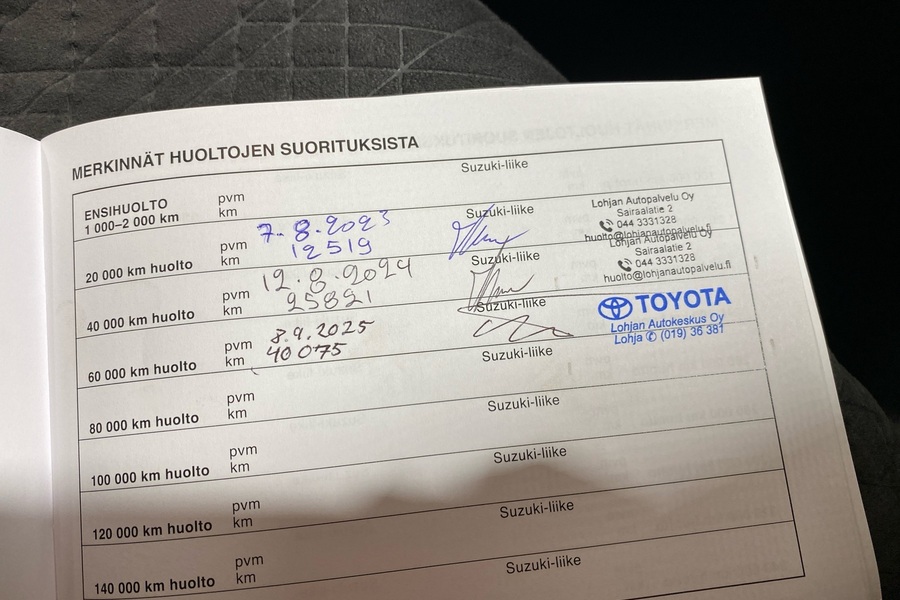 MERKINNÄT HUOLTOJEN SUORITUKSISTA
ENSIHUOLTO
1 000–2 000 km
pvm
km
Suzuki-liike
20 000 km huolto
pvm 7.8.2023
km 12519
Suzuki-liike
Lohjan Autopalvelu Oy
Sairaalatie 2
044 3331328
huolto@lohjanautopalvelu.fi
40 000 km huolto
pvm 12.8.2024
km 25821
Suzuki-liike
Lohjan Autopalvelu Oy
Sairaalatie 2
044 3331328
huolto@lohjanautopalvelu.fi
60 000 km huolto
pvm 8.9.2025
km 40075
Suzuki-liike
TOYOTA
Lohjan Autokeskus Oy
Lohja ✆ (019) 36 381
80 000 km huolto
pvm
km
Suzuki-liike
100 000 km huolto
pvm
km
Suzuki-liike
120 000 km huolto
pvm
km
Suzuki-liike
140 000 km huolto
pvm
km
Suzuki-liike
Suzuki-liike